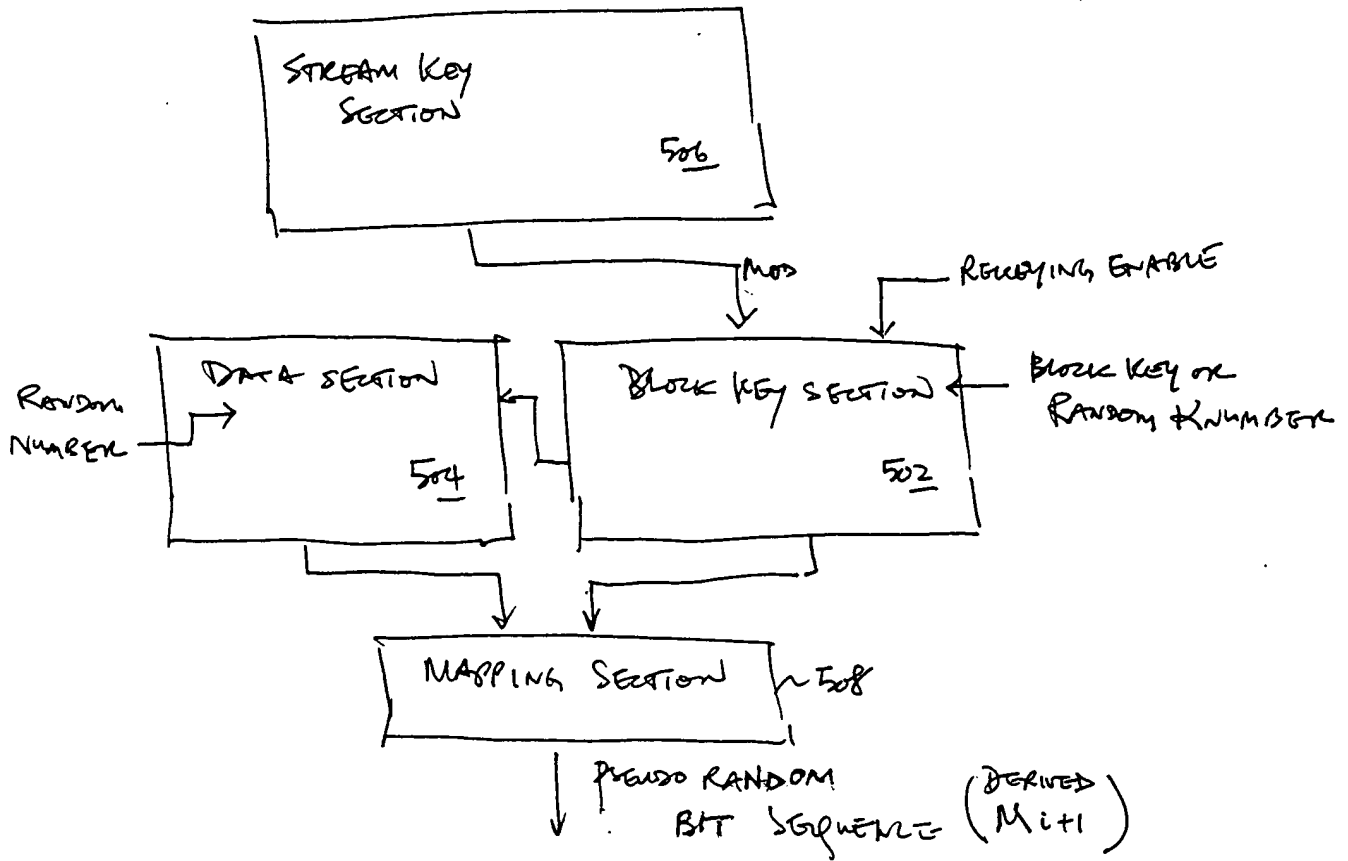 STREAM KEY
SECTION
506
MOD
REKEYING ENABLE
DATA SECTION
BLOCK KEY SECTION
BLOCK KEY OR
RANDOM KNUMBER
RANDOM
NUMBER
504
502
MAPPING SECTION
508
PSEUDO RANDOM
BIT SEQUENCE (DERIVED
Mi+1)